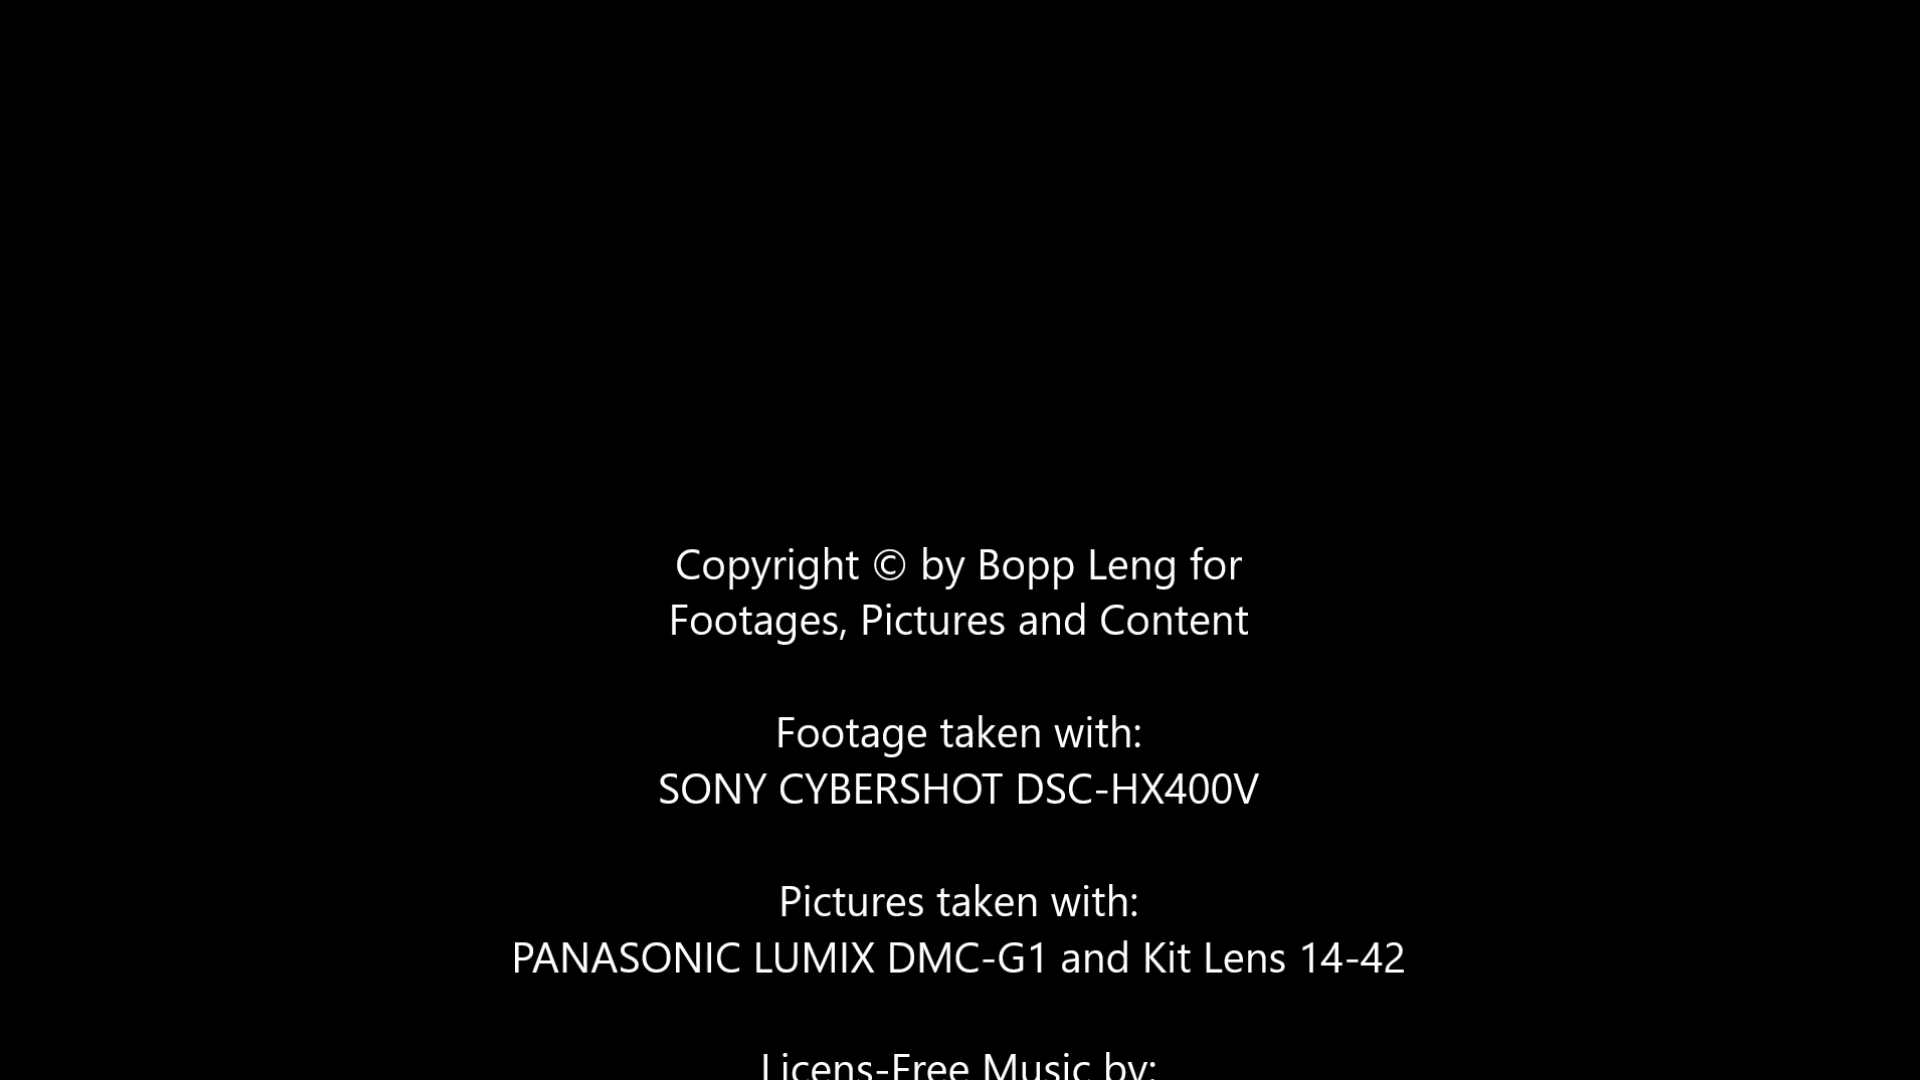 Copyright © by Bopp Leng for
Footages, Pictures and Content
Footage taken with:
SONY CYBERSHOT DSC-HX400V
Pictures taken with:
PANASONIC LUMIX DMC-G1 and Kit Lens 14-42
Licens-Free Music by: